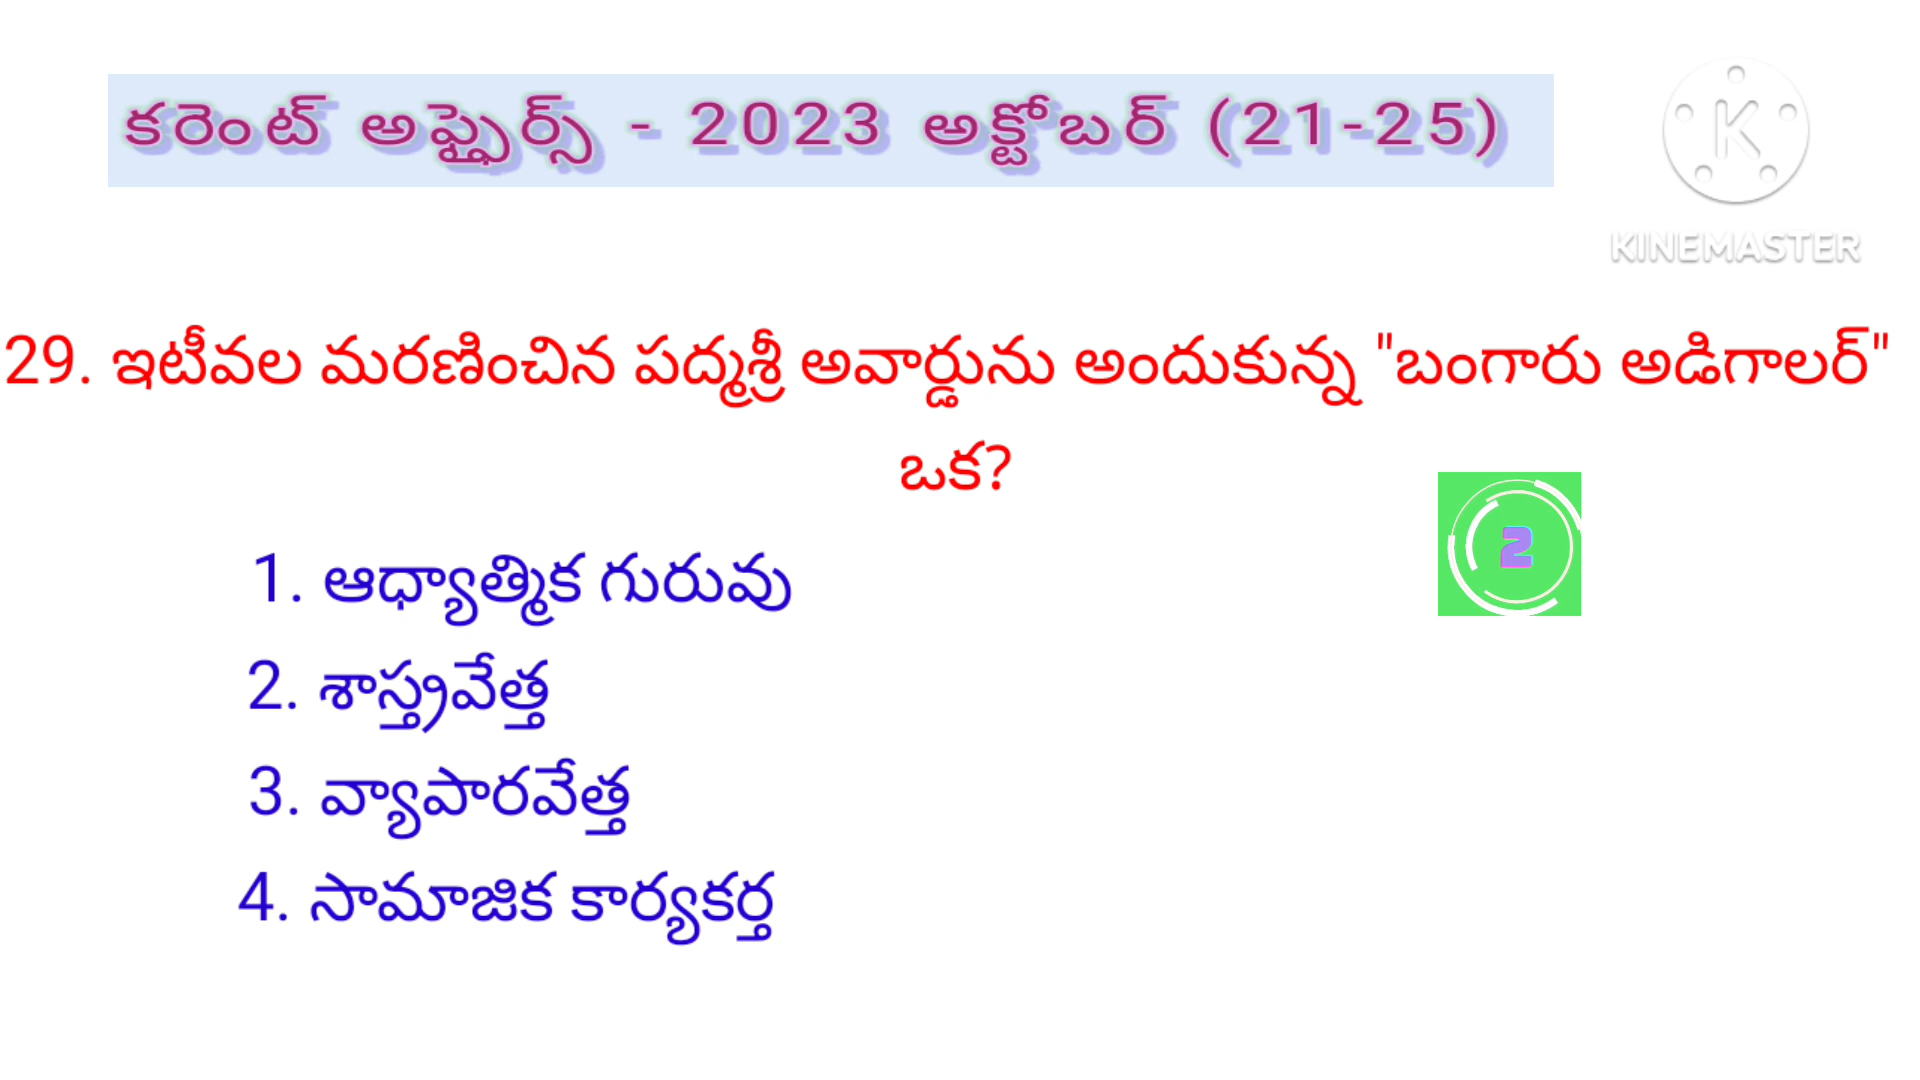 కరెంట్ అఫ్ఫైర్స్ - 2023 అక్టోబర్ (21-25)
K
KINEMASTER
29. ఇటీవల మరణించిన పద్మశ్రీ అవార్డును అందుకున్న "బంగారు అడిగాలర్"
ఒక?
2
1. ఆధ్యాత్మిక గురువు
2. శాస్త్రవేత్త
3. వ్యాపారవేత్త
4. సామాజిక కార్యకర్త